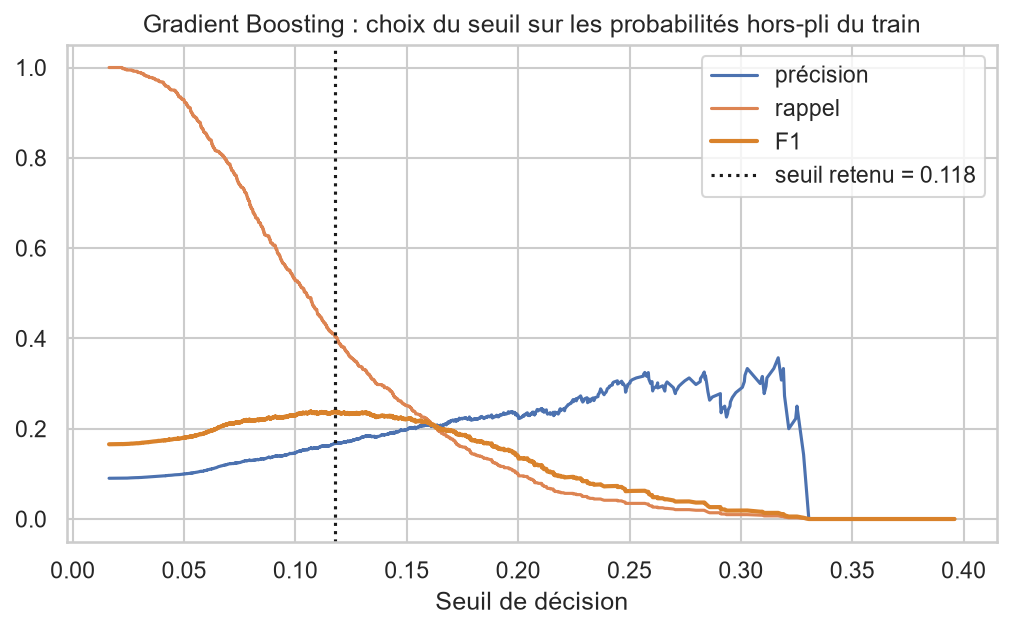 Gradient Boosting : choix du seuil sur les probabilités hors-pli du train
précision
rappel
F1
seuil retenu = 0.118
1.0
0.8
0.6
0.4
0.2
0.0
0.00 0.05 0.10 0.15 0.20 0.25 0.30 0.35 0.40
Seuil de décision